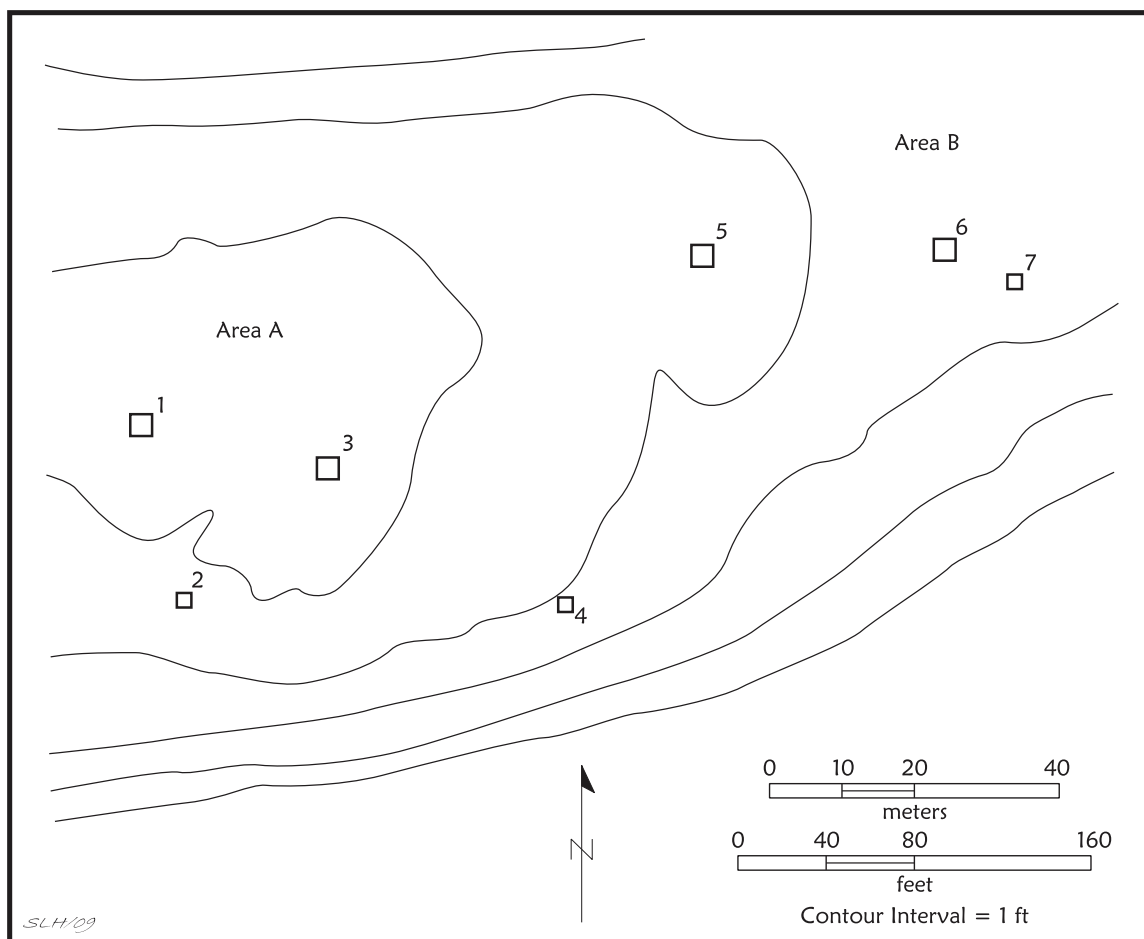 Area B
5
6
7
Area A
1
3
2
4
0 10 20 40
meters
0 40 80 160
feet
N
Contour Interval = 1 ft
SLH/09